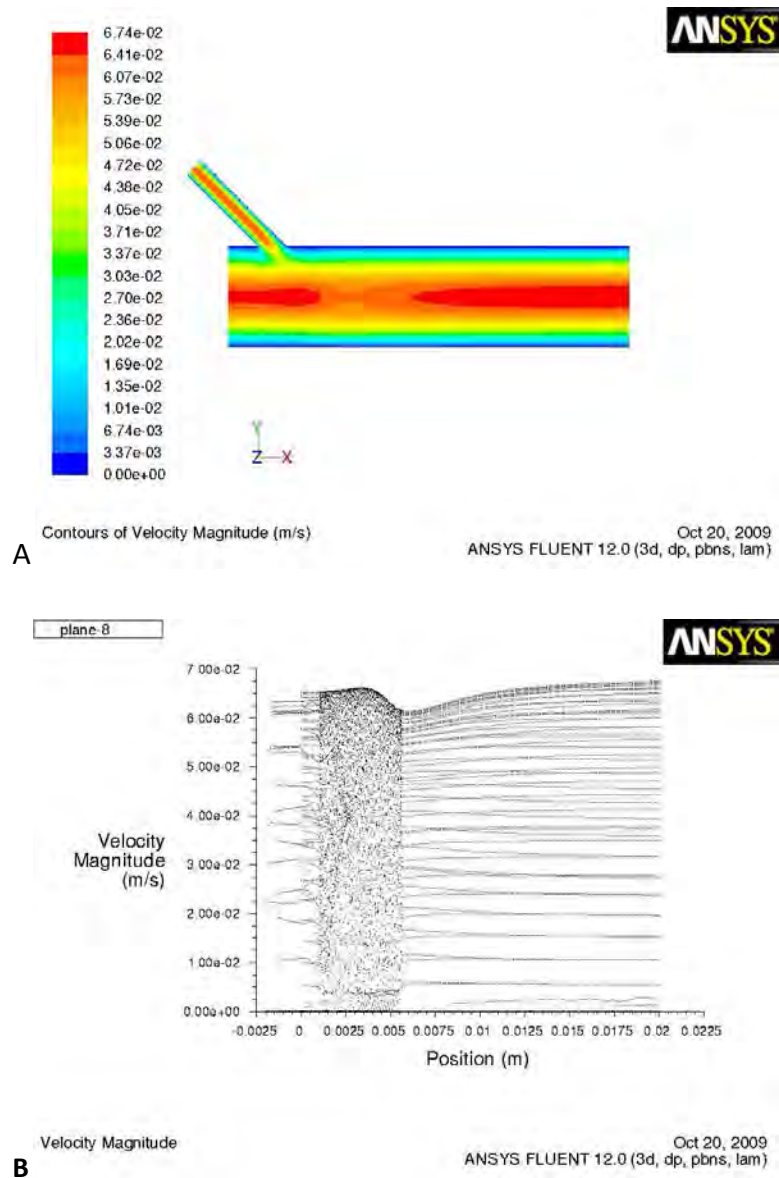 ANSYS
6.74e-02
6.41e-02
6.07e-02
5.73e-02
5.39e-02
5.06e-02
4.72e-02
4.38e-02
4.05e-02
3.71e-02
3.37e-02
3.03e-02
2.70e-02
2.36e-02
2.02e-02
1.69e-02
1.35e-02
1.01e-02
6.74e-03
3.37e-03
0.00e+00
Y
Z X
Contours of Velocity Magnitude (m/s)
Oct 20, 2009
ANSYS FLUENT 12.0 (3d, dp, pbns, lam)
A
plane-8
ANSYS
7.00e-02
6.00e-02
5.00e-02
4.00e-02
3.00e-02
2.00e-02
1.00e-02
0.00e+00
Velocity
Magnitude
(m/s)
-0.0025 0 0.0025 0.005 0.0075 0.01 0.0125 0.015 0.0175 0.02 0.0225
Position (m)
Velocity Magnitude
Oct 20, 2009
ANSYS FLUENT 12.0 (3d, dp, pbns, lam)
B